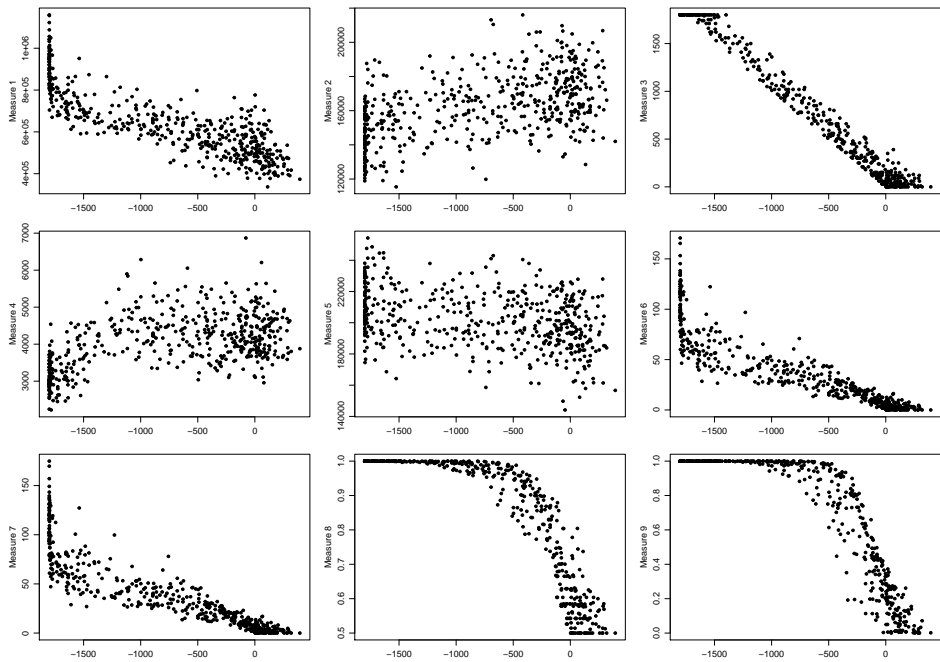 Measure 1
4e+05 6e+05 8e+05 1e+06
−1500 −1000 −500 0
Measure 2
120000 160000 200000
−1500 −1000 −500 0
Measure 3
0 500 1000 1500
−1500 −1000 −500 0
Measure 4
3000 4000 5000 6000 7000
−1500 −1000 −500 0
Measure 5
140000 180000 220000
−1500 −1000 −500 0
Measure 6
0 50 100 150
−1500 −1000 −500 0
Measure 7
0 50 100 150
−1500 −1000 −500 0
Measure 8
0.5 0.6 0.7 0.8 0.9 1.0
−1500 −1000 −500 0
Measure 9
0.0 0.2 0.4 0.6 0.8 1.0
−1500 −1000 −500 0